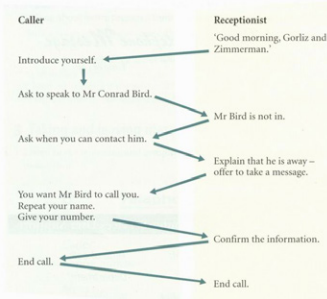 Caller
Receptionist
'Good morning, Gorliz and
Zimmerman.'
Introduce yourself.
Ask to speak to Mr Conrad Bird.
Mr Bird is not in.
Ask when you can contact him.
Explain that he is away –
offer to take a message.
You want Mr Bird to call you.
Repeat your name.
Give your number.
Confirm the information.
End call.
End call.